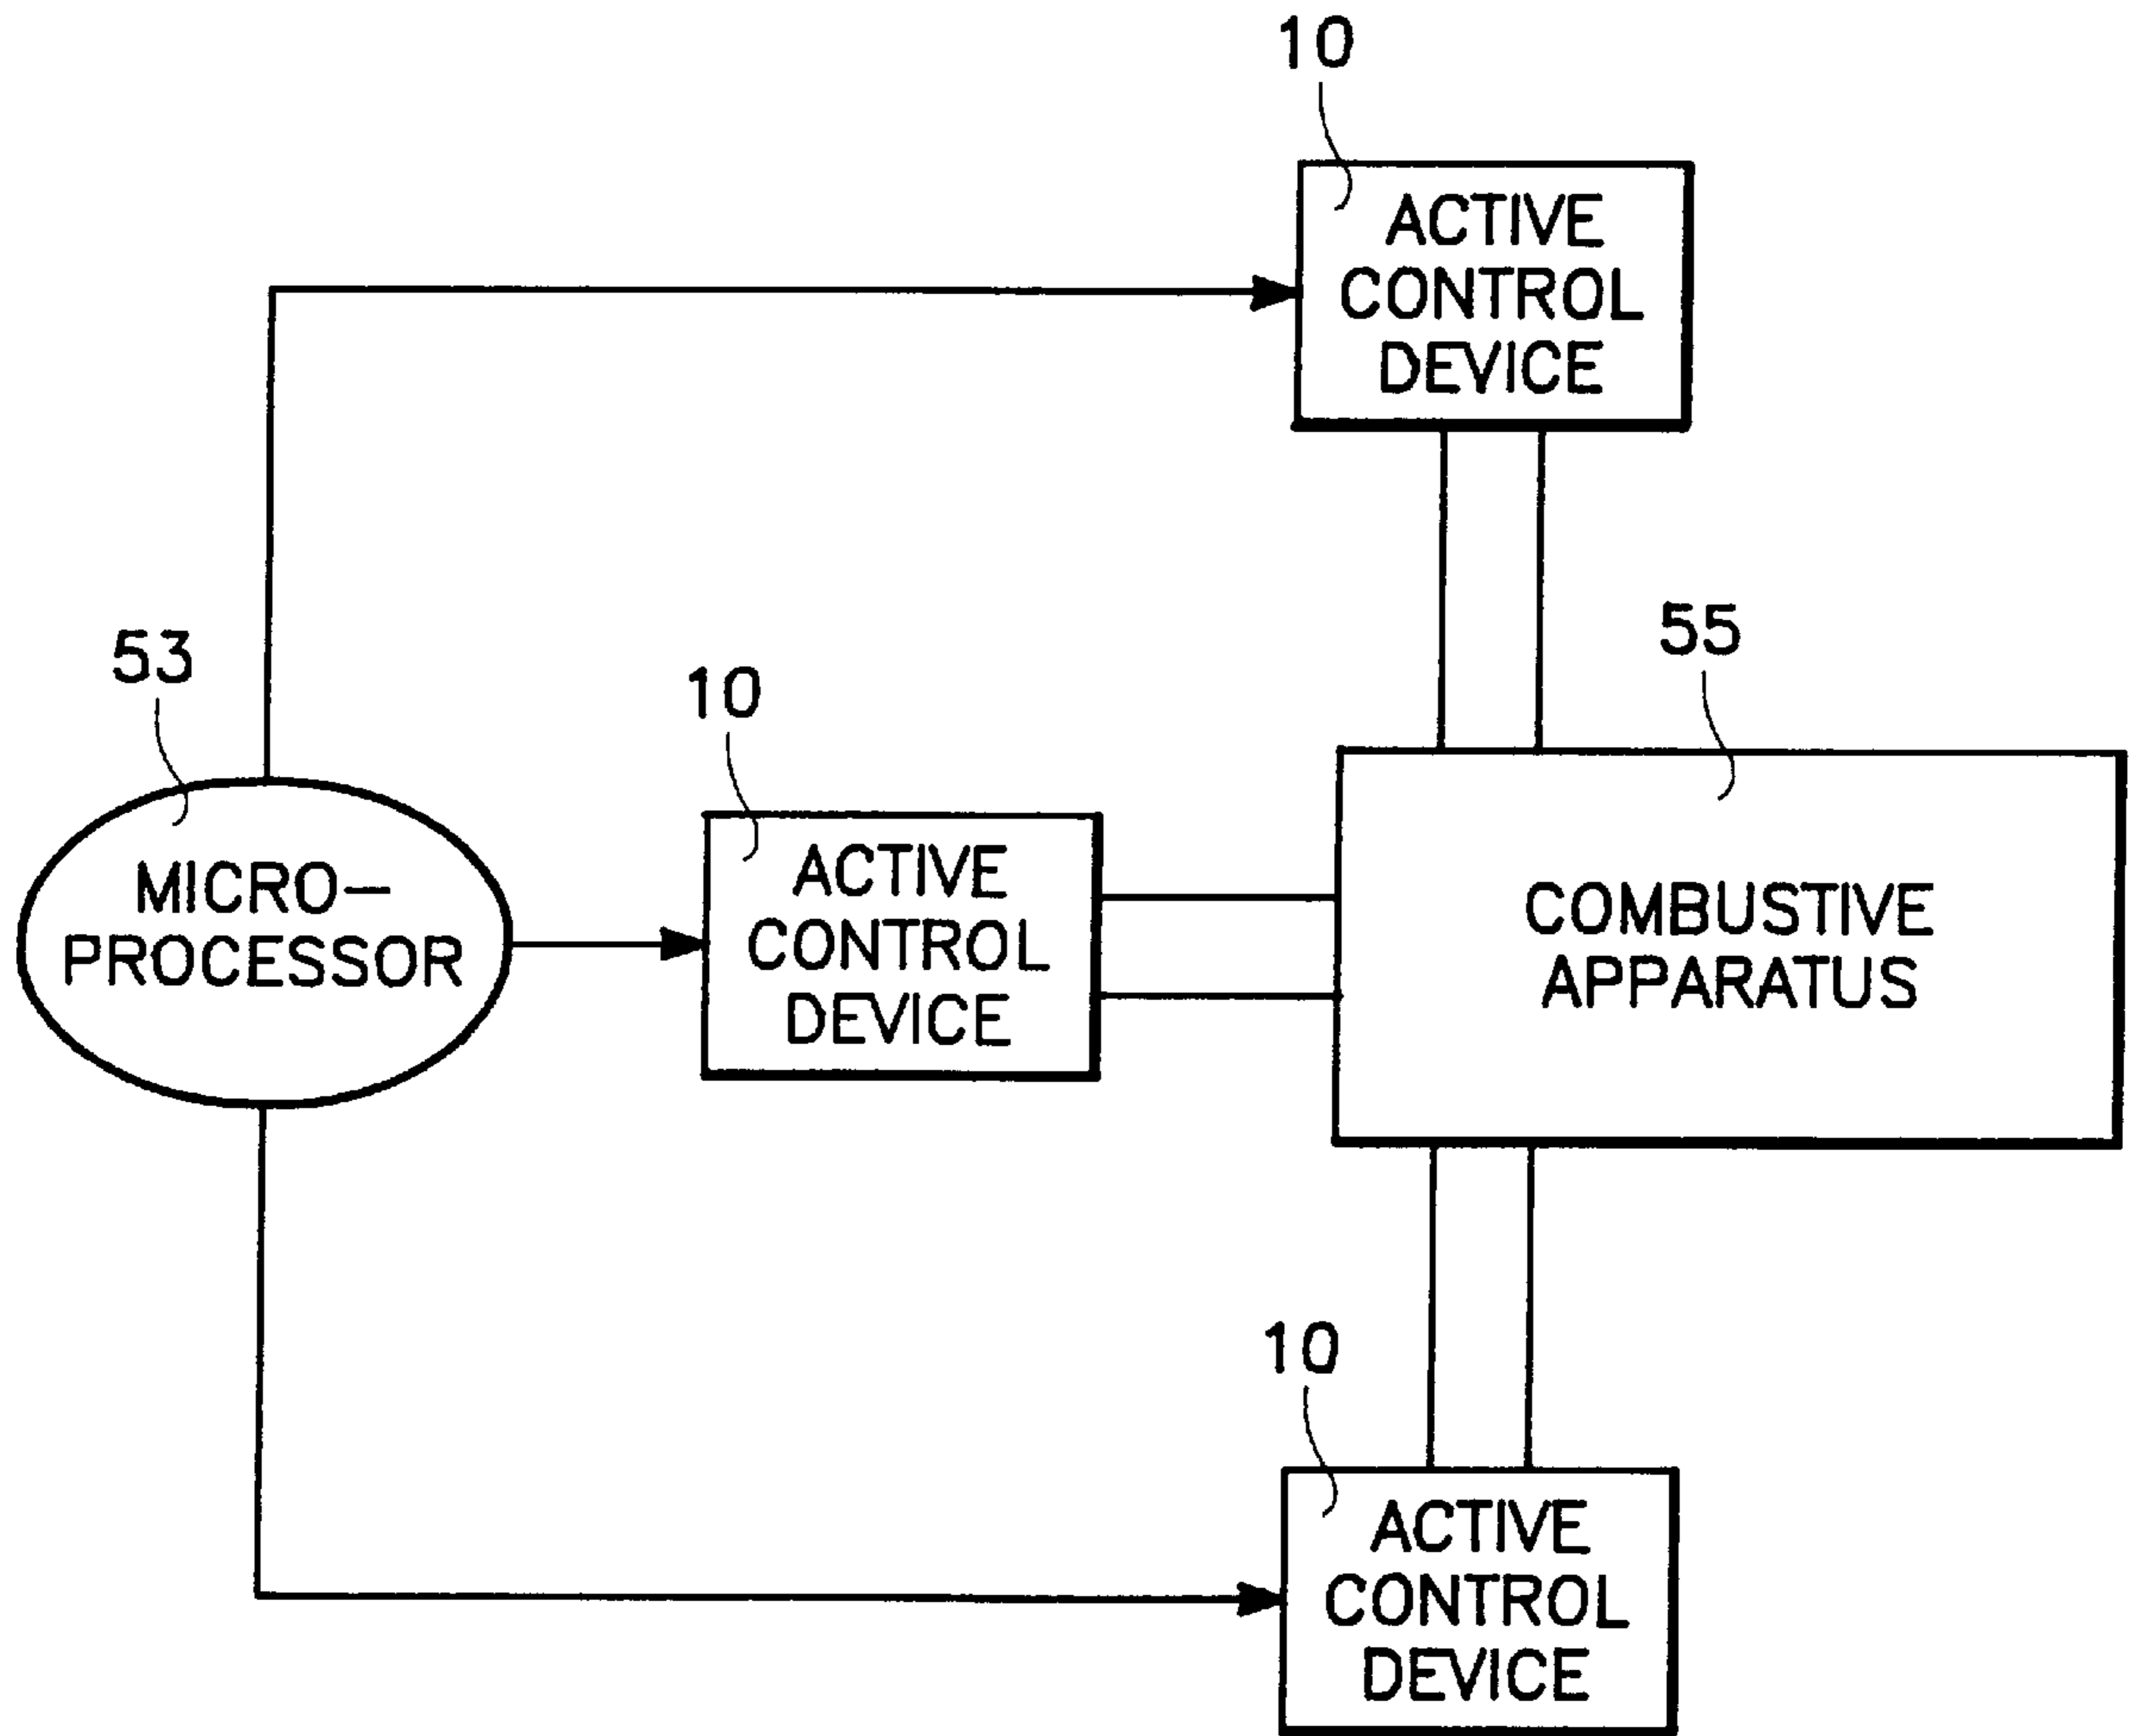 10
ACTIVE
CONTROL
DEVICE
53
10
55
MICRO-
PROCESSOR
ACTIVE
CONTROL
DEVICE
COMBUSTIVE
APPARATUS
10
ACTIVE
CONTROL
DEVICE